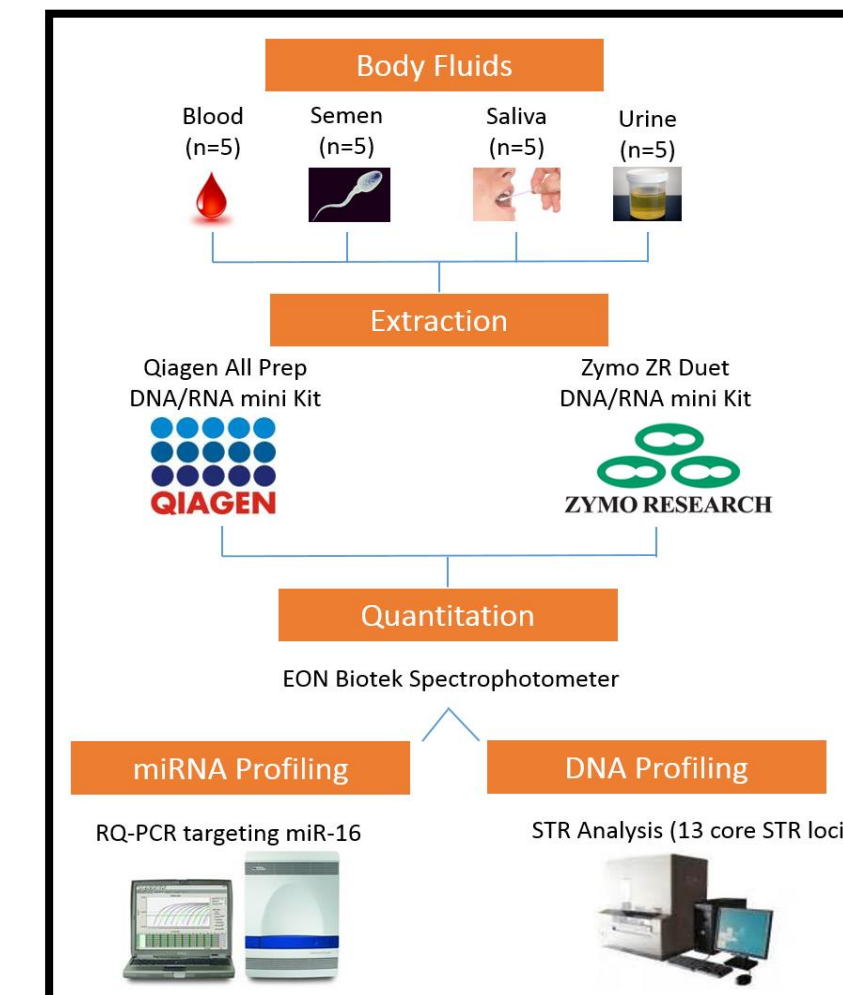 Body Fluids
Blood
(n=5)
Semen
(n=5)
Saliva
(n=5)
Urine
(n=5)
Extraction
Qiagen All Prep
DNA/RNA mini Kit
QIAGEN
Zymo ZR Duet
DNA/RNA mini Kit
ZYMO RESEARCH
Quantitation
EON Biotek Spectrophotometer
miRNA Profiling
DNA Profiling
RQ-PCR targeting miR-16
STR Analysis (13 core STR loci